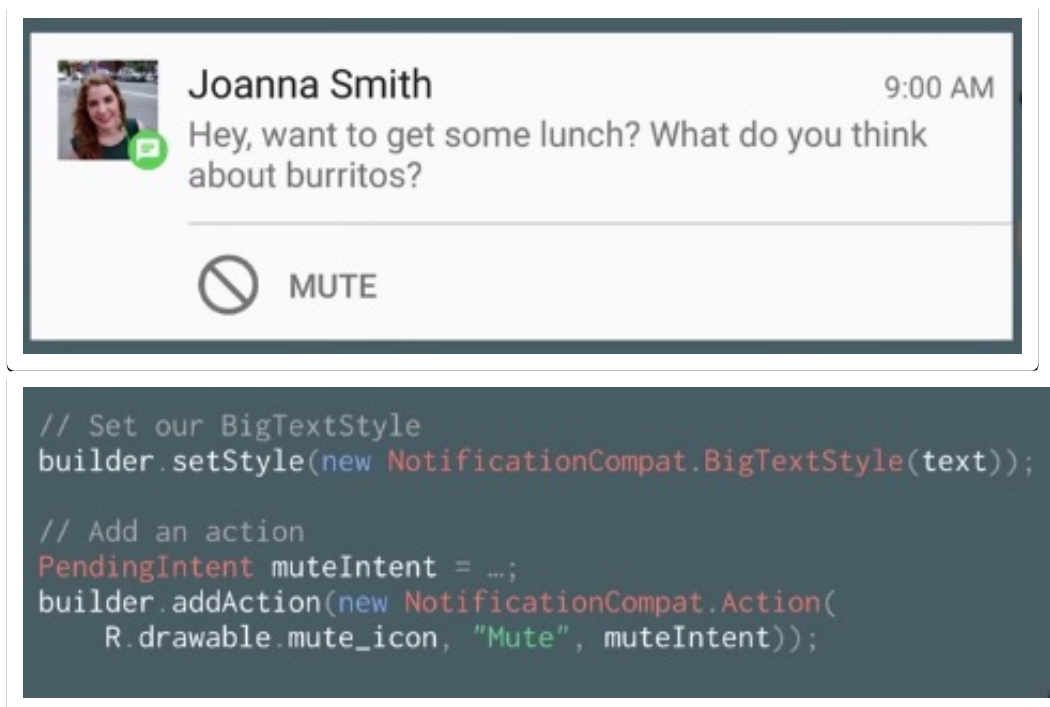 Joanna Smith
9:00 AM
Hey, want to get some lunch? What do you think
about burritos?
MUTE
// Set our BigTextStyle
builder.setStyle(new NotificationCompat.BigTextStyle(text));
// Add an action
PendingIntent muteIntent = …;
builder.addAction(new NotificationCompat.Action(
R.drawable.mute_icon, "Mute", muteIntent));